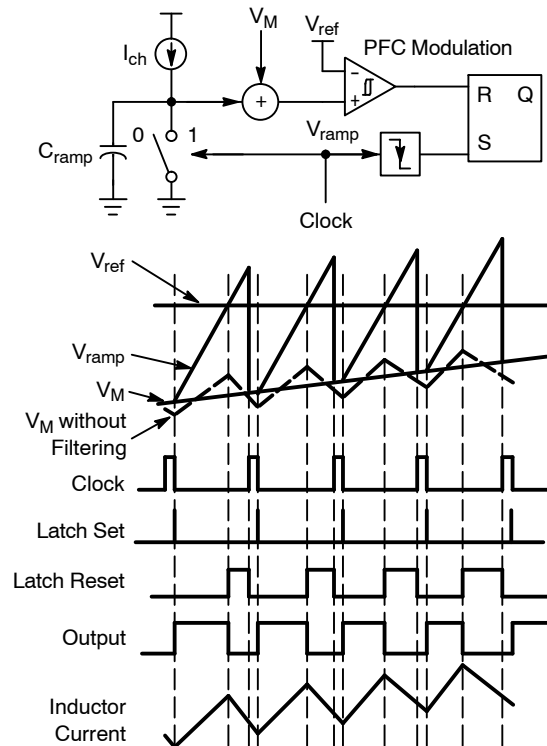 V_M
V_ref
PFC Modulation
I_ch
−
+
+
R Q
S
0 1
V_ramp
C_ramp
Clock
V_ref
V_ramp
V_M
V_M without
Filtering
Clock
Latch Set
Latch Reset
Output
Inductor
Current